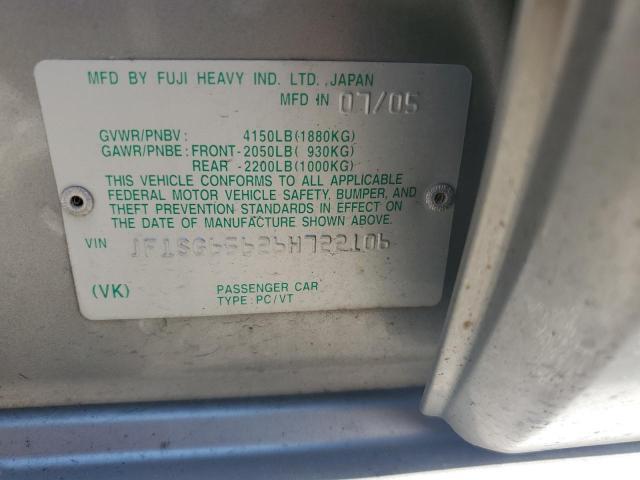 MFD BY FUJI HEAVY IND. LTD., JAPAN
MFD IN 07/05
GVWR/PNBV: 4150LB(1880KG)
GAWR/PNBE: FRONT-2050LB( 930KG)
REAR -2200LB(1000KG)
THIS VEHICLE CONFORMS TO ALL APPLICABLE
FEDERAL MOTOR VEHICLE SAFETY, BUMPER, AND
THEFT PREVENTION STANDARDS IN EFFECT ON
THE DATE OF MANUFACTURE SHOWN ABOVE.
VIN
(VK) PASSENGER CAR
TYPE: PC/VT